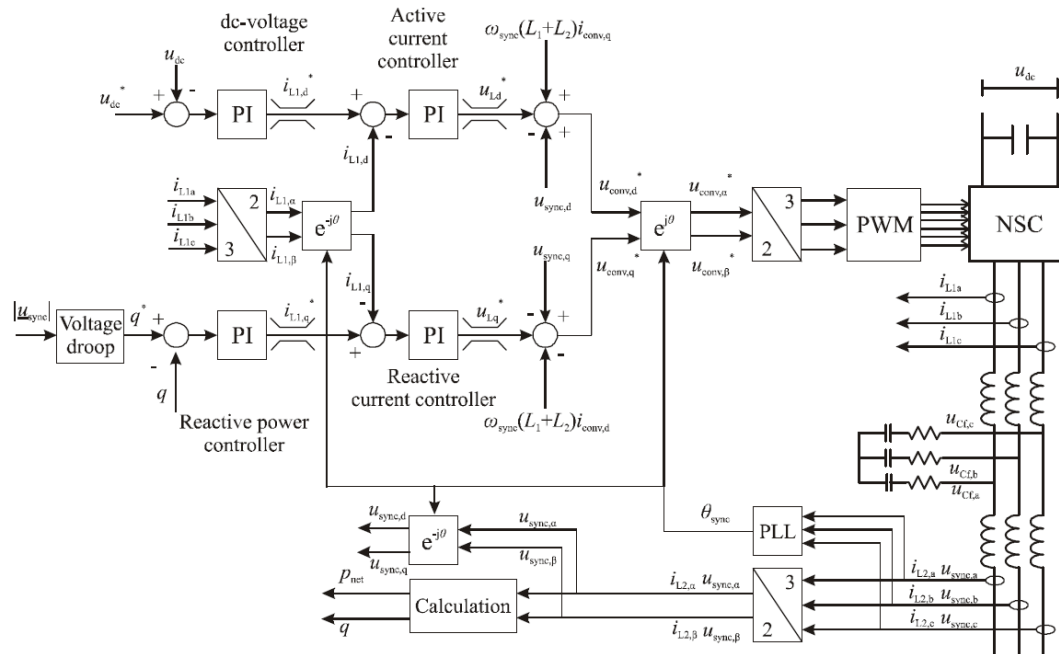 dc-voltage
controller
Active
current
controller
ω_sync(L₁+L₂)i_conv,q
u_dc
u_dc
u_dc*
+
-
PI
i_L1,d*
+
-
PI
u_Ld*
+
-
+
i_L1,d
i_L1a
i_L1b
i_L1c
2
3
i_L1,α
i_L1,β
e^-jθ
u_sync,d
u_conv,d*
u_conv,q*
e^jθ
u_conv,α*
u_conv,β*
3
2
PWM
NSC
u_sync,q
i_L1,q
|u_sync|
Voltage
droop
q*
+
-
q
PI
i_L1,q*
-
+
PI
u_Lq*
-
+
-
i_L1a
i_L1b
i_L1c
Reactive power
controller
Reactive
current controller
ω_sync(L₁+L₂)i_conv,d
u_Cf,c
u_Cf,b
u_Cf,a
θ_sync
PLL
u_sync,d
u_sync,q
e^-jθ
u_sync,α
u_sync,β
p_net
q
Calculation
i_L2,α u_sync,α
i_L2,β u_sync,β
3
2
i_L2,a u_sync,a
i_L2,b u_sync,b
i_L2,c u_sync,c